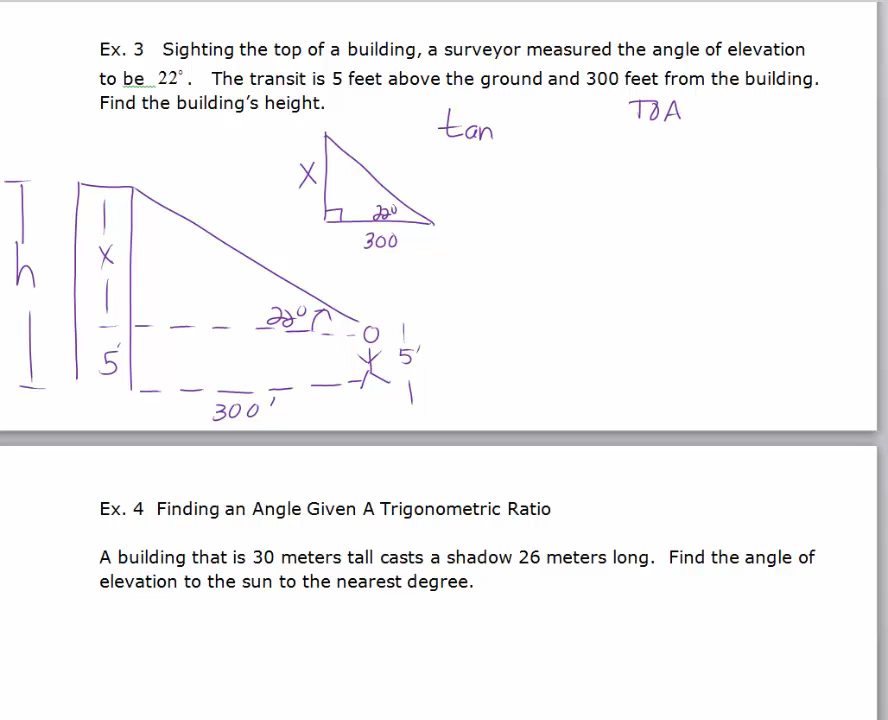 Ex. 3 Sighting the top of a building, a surveyor measured the angle of elevation
to be 22°. The transit is 5 feet above the ground and 300 feet from the building.
Find the building's height.
tan
TOA
X
22°
300
h
X
5'
22°
5'
300'
Ex. 4 Finding an Angle Given A Trigonometric Ratio
A building that is 30 meters tall casts a shadow 26 meters long. Find the angle of
elevation to the sun to the nearest degree.